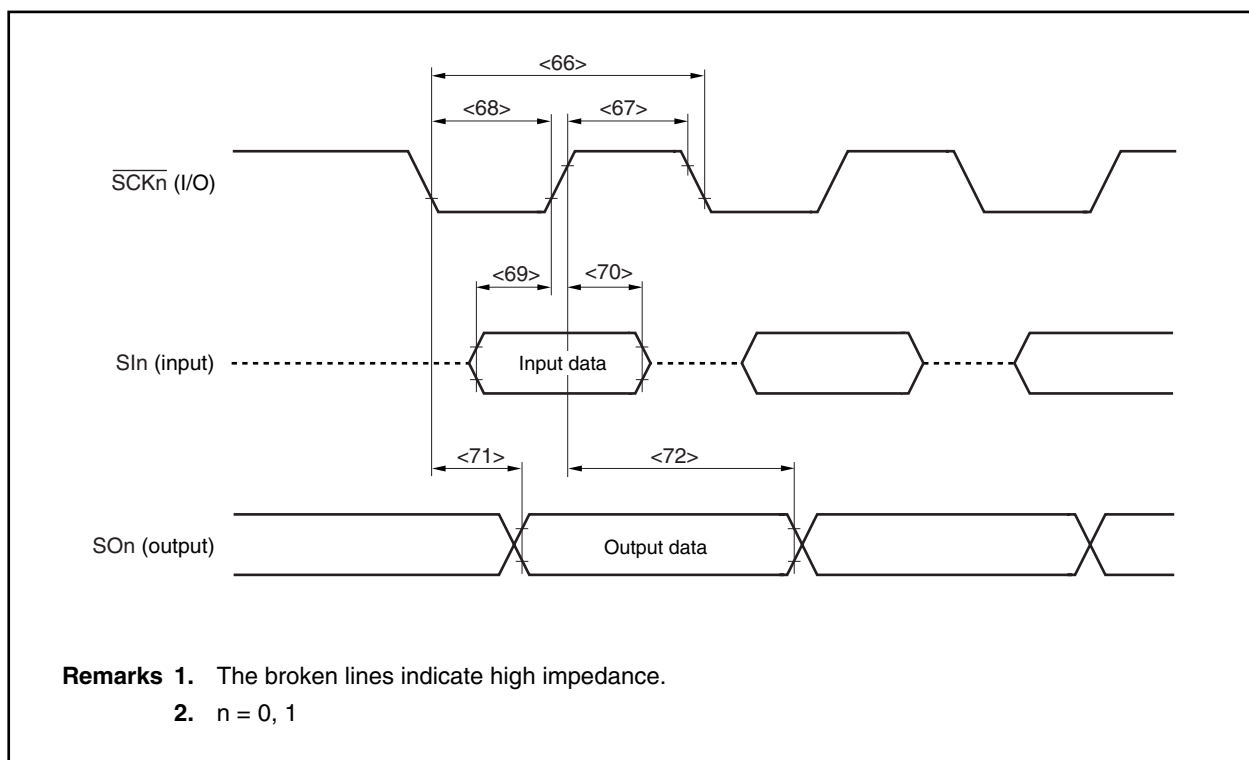 <66>
<68> <67>
SCKn (I/O)
<69> <70>
SIn (input) Input data
<71> <72>
SOn (output) Output data
Remarks 1. The broken lines indicate high impedance.
2. n = 0, 1